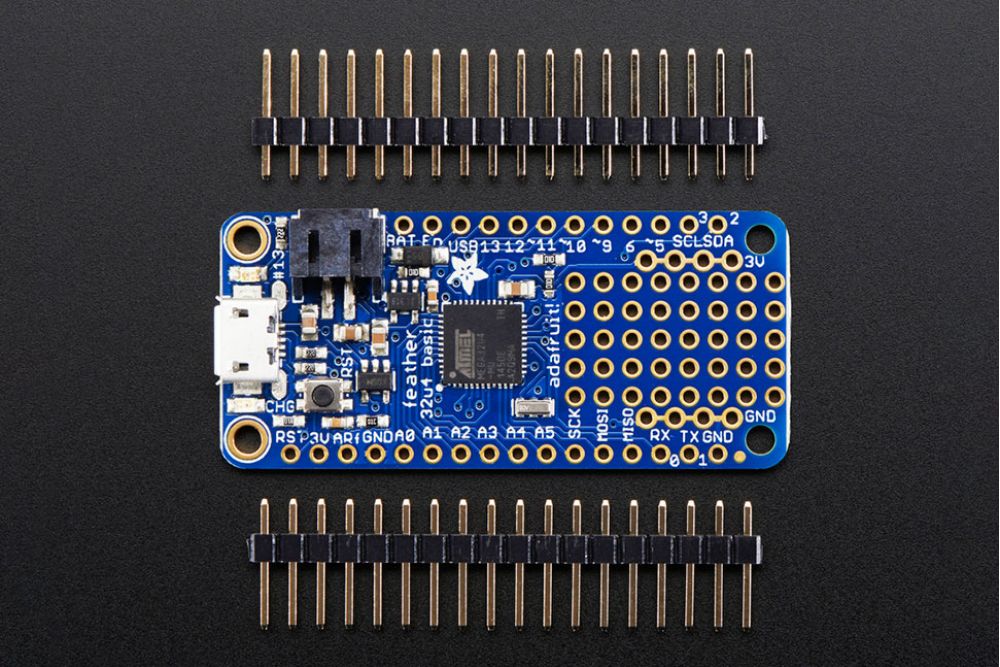 BAT EN USB 13 12 ~11 ~10 ~9 6 ~5 SCL SDA
3 2
3V
#13
RST
CHG
feather
32u4 basic
ATMEL
adafruit!
SCK
MOSI
MISO
GND
RST 3V ARf GND A0 A1 A2 A3 A4 A5 RX TX GND
0 1